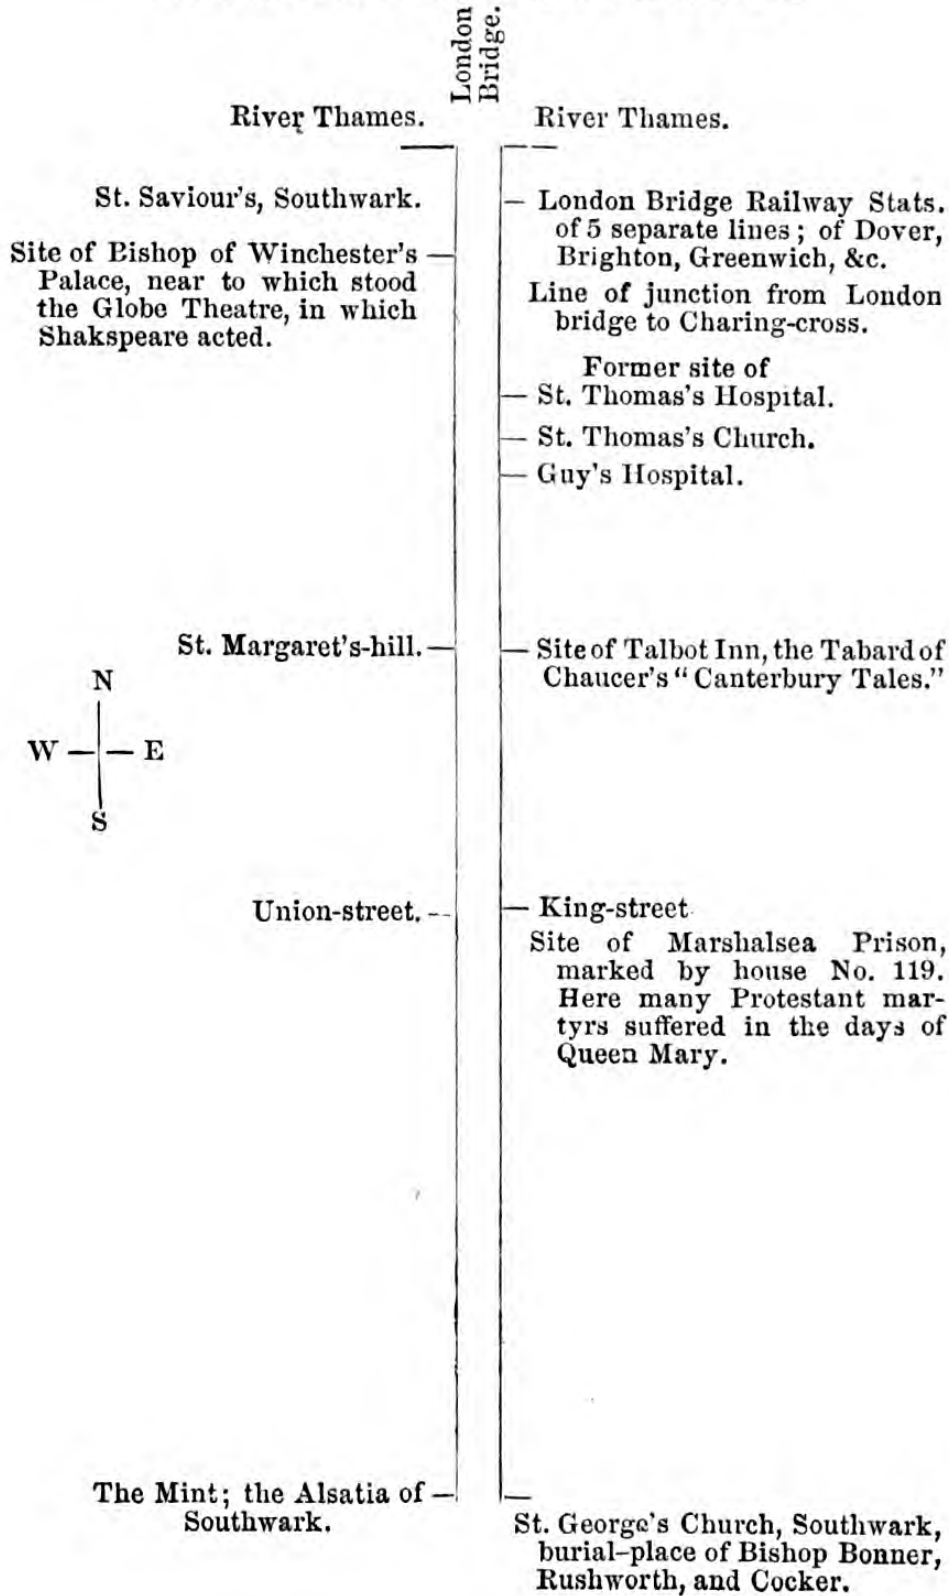 London
Bridge.
River Thames.
River Thames.
St. Saviour's, Southwark.
Site of Bishop of Winchester's
Palace, near to which stood
the Globe Theatre, in which
Shakspeare acted.
London Bridge Railway Stats.
of 5 separate lines; of Dover,
Brighton, Greenwich, &c.
Line of junction from London
bridge to Charing-cross.
Former site of
St. Thomas's Hospital.
St. Thomas's Church.
Guy's Hospital.
St. Margaret's-hill.
Site of Talbot Inn, the Tabard of
Chaucer's "Canterbury Tales."
N
W E
S
Union-street.
King-street
Site of Marshalsea Prison,
marked by house No. 119.
Here many Protestant mar-
tyrs suffered in the days of
Queen Mary.
The Mint; the Alsatia of
Southwark.
St. George's Church, Southwark,
burial-place of Bishop Bonner,
Rushworth, and Cocker.